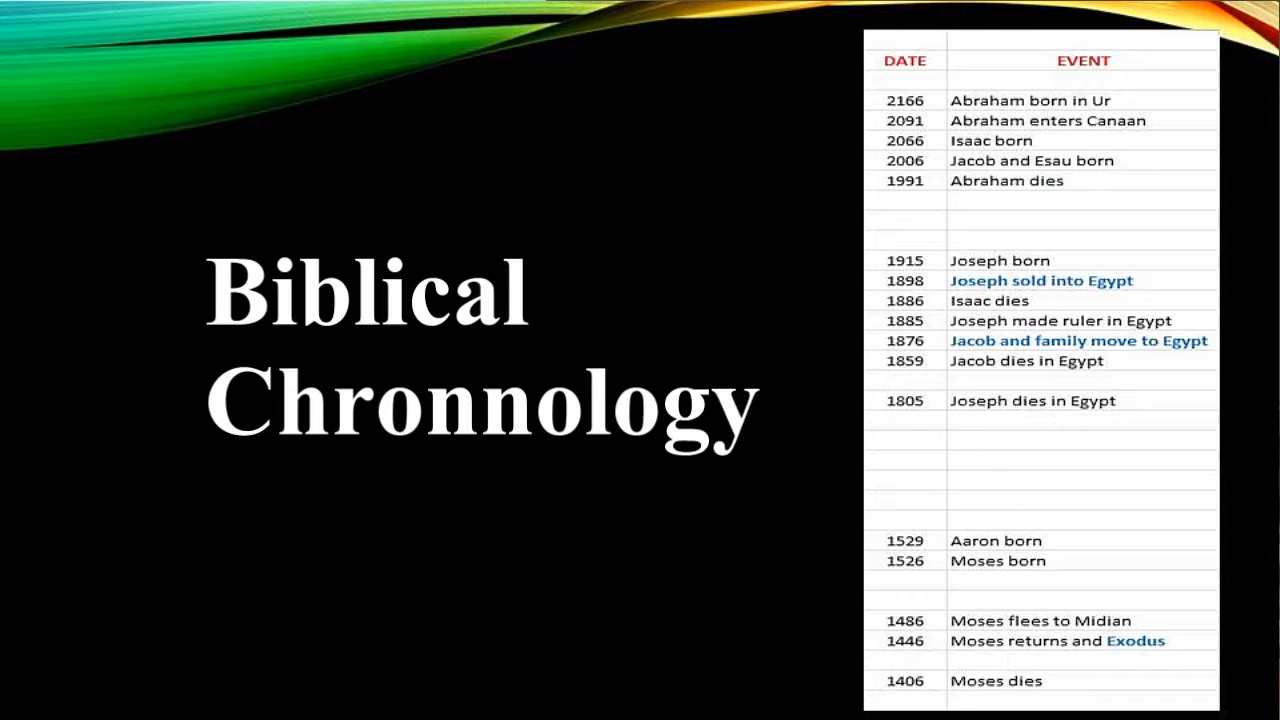 Biblical
Chronnology
DATE EVENT
2166 Abraham born in Ur
2091 Abraham enters Canaan
2066 Isaac born
2006 Jacob and Esau born
1991 Abraham dies
1915 Joseph born
1898 Joseph sold into Egypt
1886 Isaac dies
1885 Joseph made ruler in Egypt
1876 Jacob and family move to Egypt
1859 Jacob dies in Egypt
1805 Joseph dies in Egypt
1529 Aaron born
1526 Moses born
1486 Moses flees to Midian
1446 Moses returns and Exodus
1406 Moses dies